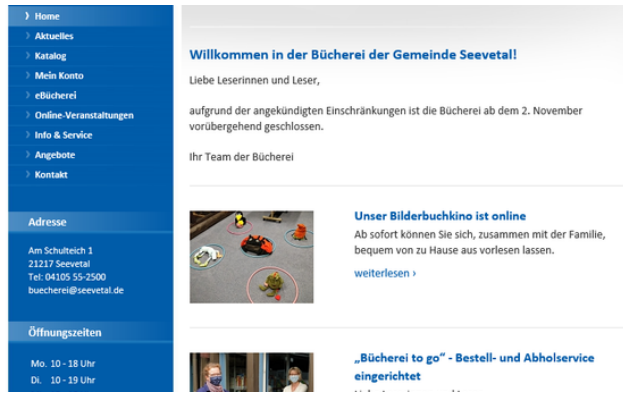 Home
Aktuelles
Katalog
Mein Konto
eBücherei
Online-Veranstaltungen
Info & Service
Angebote
Kontakt
Adresse
Am Schulteich 1
21217 Seevetal
Tel: 04105 55-2500
buecherei@seevetal.de
Öffnungszeiten
Mo. 10 - 18 Uhr
Di. 10 - 19 Uhr
Willkommen in der Bücherei der Gemeinde Seevetal!
Liebe Leserinnen und Leser,
aufgrund der angekündigten Einschränkungen ist die Bücherei ab dem 2. November
vorübergehend geschlossen.
Ihr Team der Bücherei
Unser Bilderbuchkino ist online
Ab sofort können Sie sich, zusammen mit der Familie,
bequem von zu Hause aus vorlesen lassen.
weiterlesen ›
„Bücherei to go“ - Bestell- und Abholservice
eingerichtet